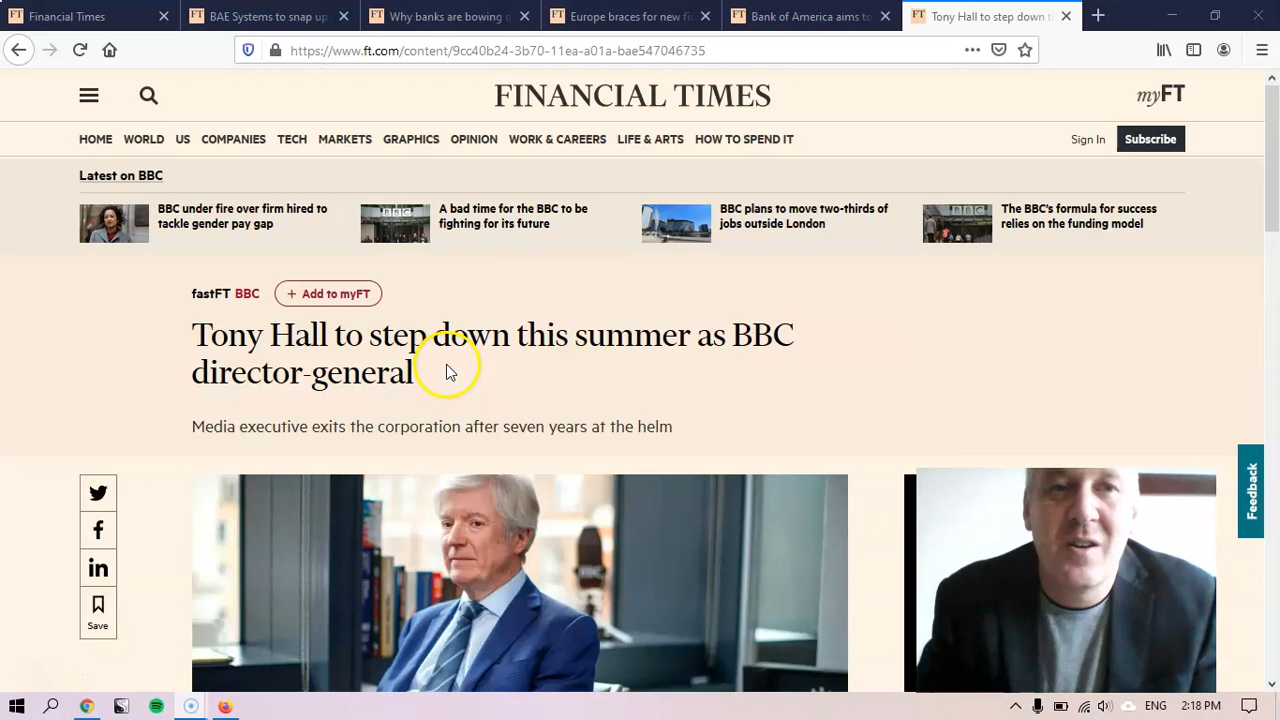 Financial Times
BAE Systems to snap up
Why banks are bowing o
Europe braces for new fi
Bank of America aims to
Tony Hall to step down t
https://www.ft.com/content/9cc40b24-3b70-11ea-a01a-bae547046735
FINANCIAL TIMES
myFT
HOME WORLD US COMPANIES TECH MARKETS GRAPHICS OPINION WORK & CAREERS LIFE & ARTS HOW TO SPEND IT
Sign In
Subscribe
Latest on BBC
BBC under fire over firm hired to
tackle gender pay gap
A bad time for the BBC to be
fighting for its future
BBC plans to move two-thirds of
jobs outside London
The BBC's formula for success
relies on the funding model
fastFT BBC + Add to myFT
Tony Hall to step down this summer as BBC
director-general
Media executive exits the corporation after seven years at the helm
Save
Feedback
ENG 2:18 PM